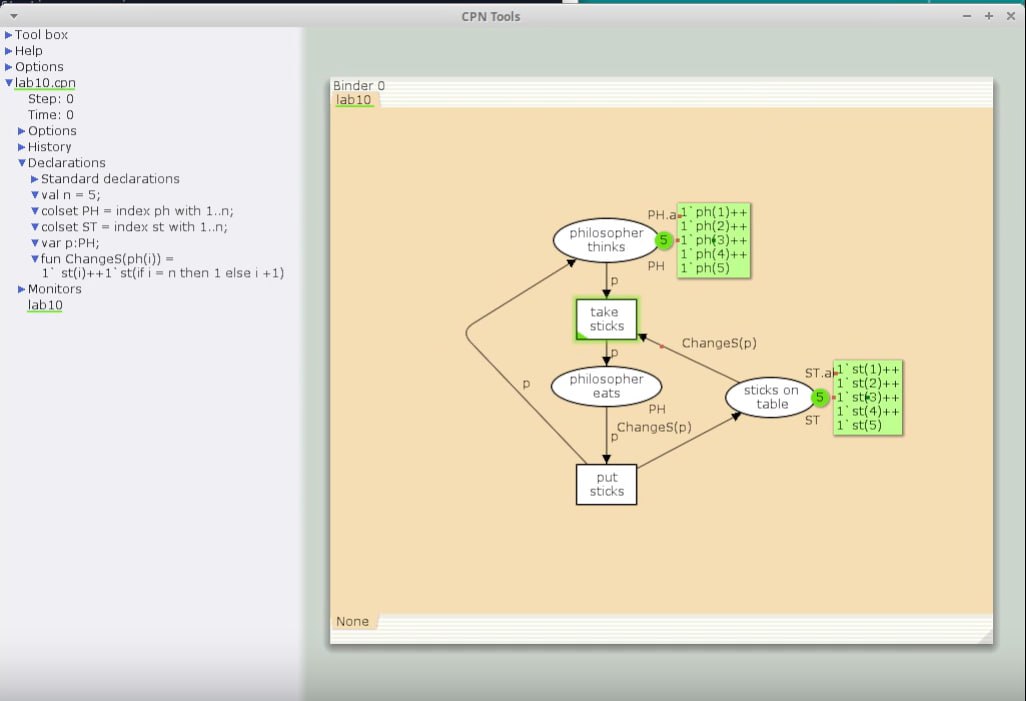 CPN Tools
Tool box
Help
Options
lab10.cpn
Step: 0
Time: 0
Options
History
Declarations
Standard declarations
val n = 5;
colset PH = index ph with 1..n;
colset ST = index st with 1..n;
var p:PH;
fun ChangeS(ph(i)) =
1` st(i)++1`st(if i = n then 1 else i +1)
Monitors
lab10
Binder 0
lab10
philosopher
thinks
PH.a
5
PH
1`ph(1)++
1`ph(2)++
1`ph(3)++
1`ph(4)++
1`ph(5)
p
take
sticks
ChangeS(p)
p
philosopher
eats
PH
p
ChangeS(p)
p
sticks on
table
ST.a
5
ST
1`st(1)++
1`st(2)++
1`st(3)++
1`st(4)++
1`st(5)
put
sticks
None